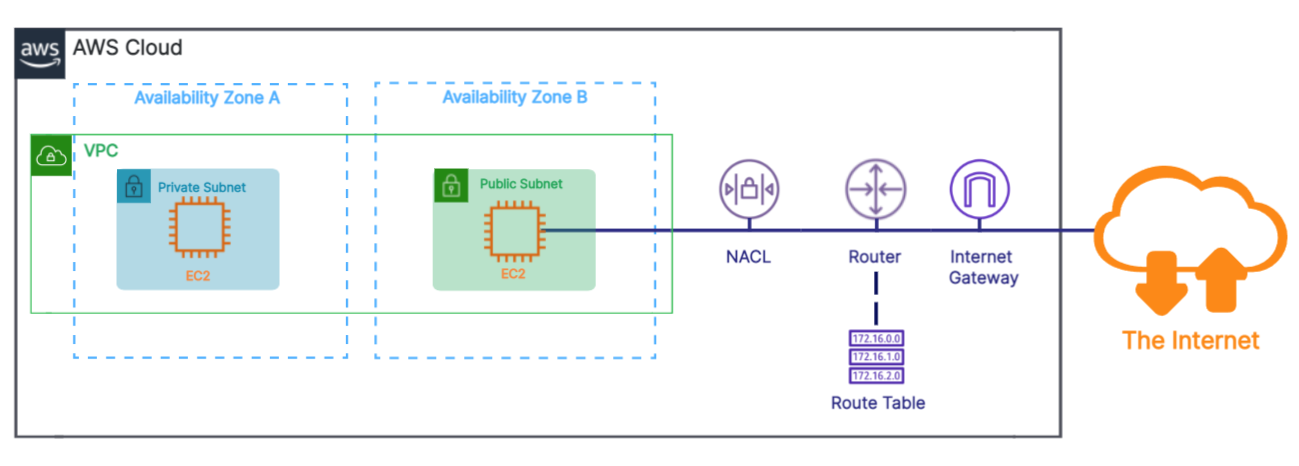 aws
AWS Cloud
Availability Zone A
Availability Zone B
VPC
Private Subnet
EC2
Public Subnet
EC2
NACL
Router
Internet
Gateway
172.16.0.0
172.16.1.0
172.16.2.0
Route Table
The Internet